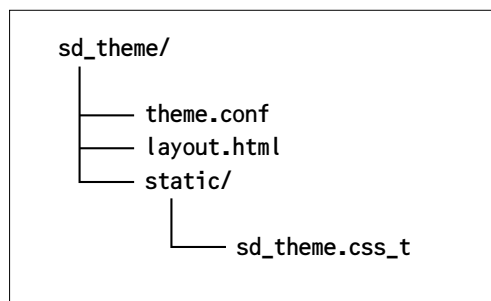 sd_theme/
theme.conf
layout.html
static/
sd_theme.css_t